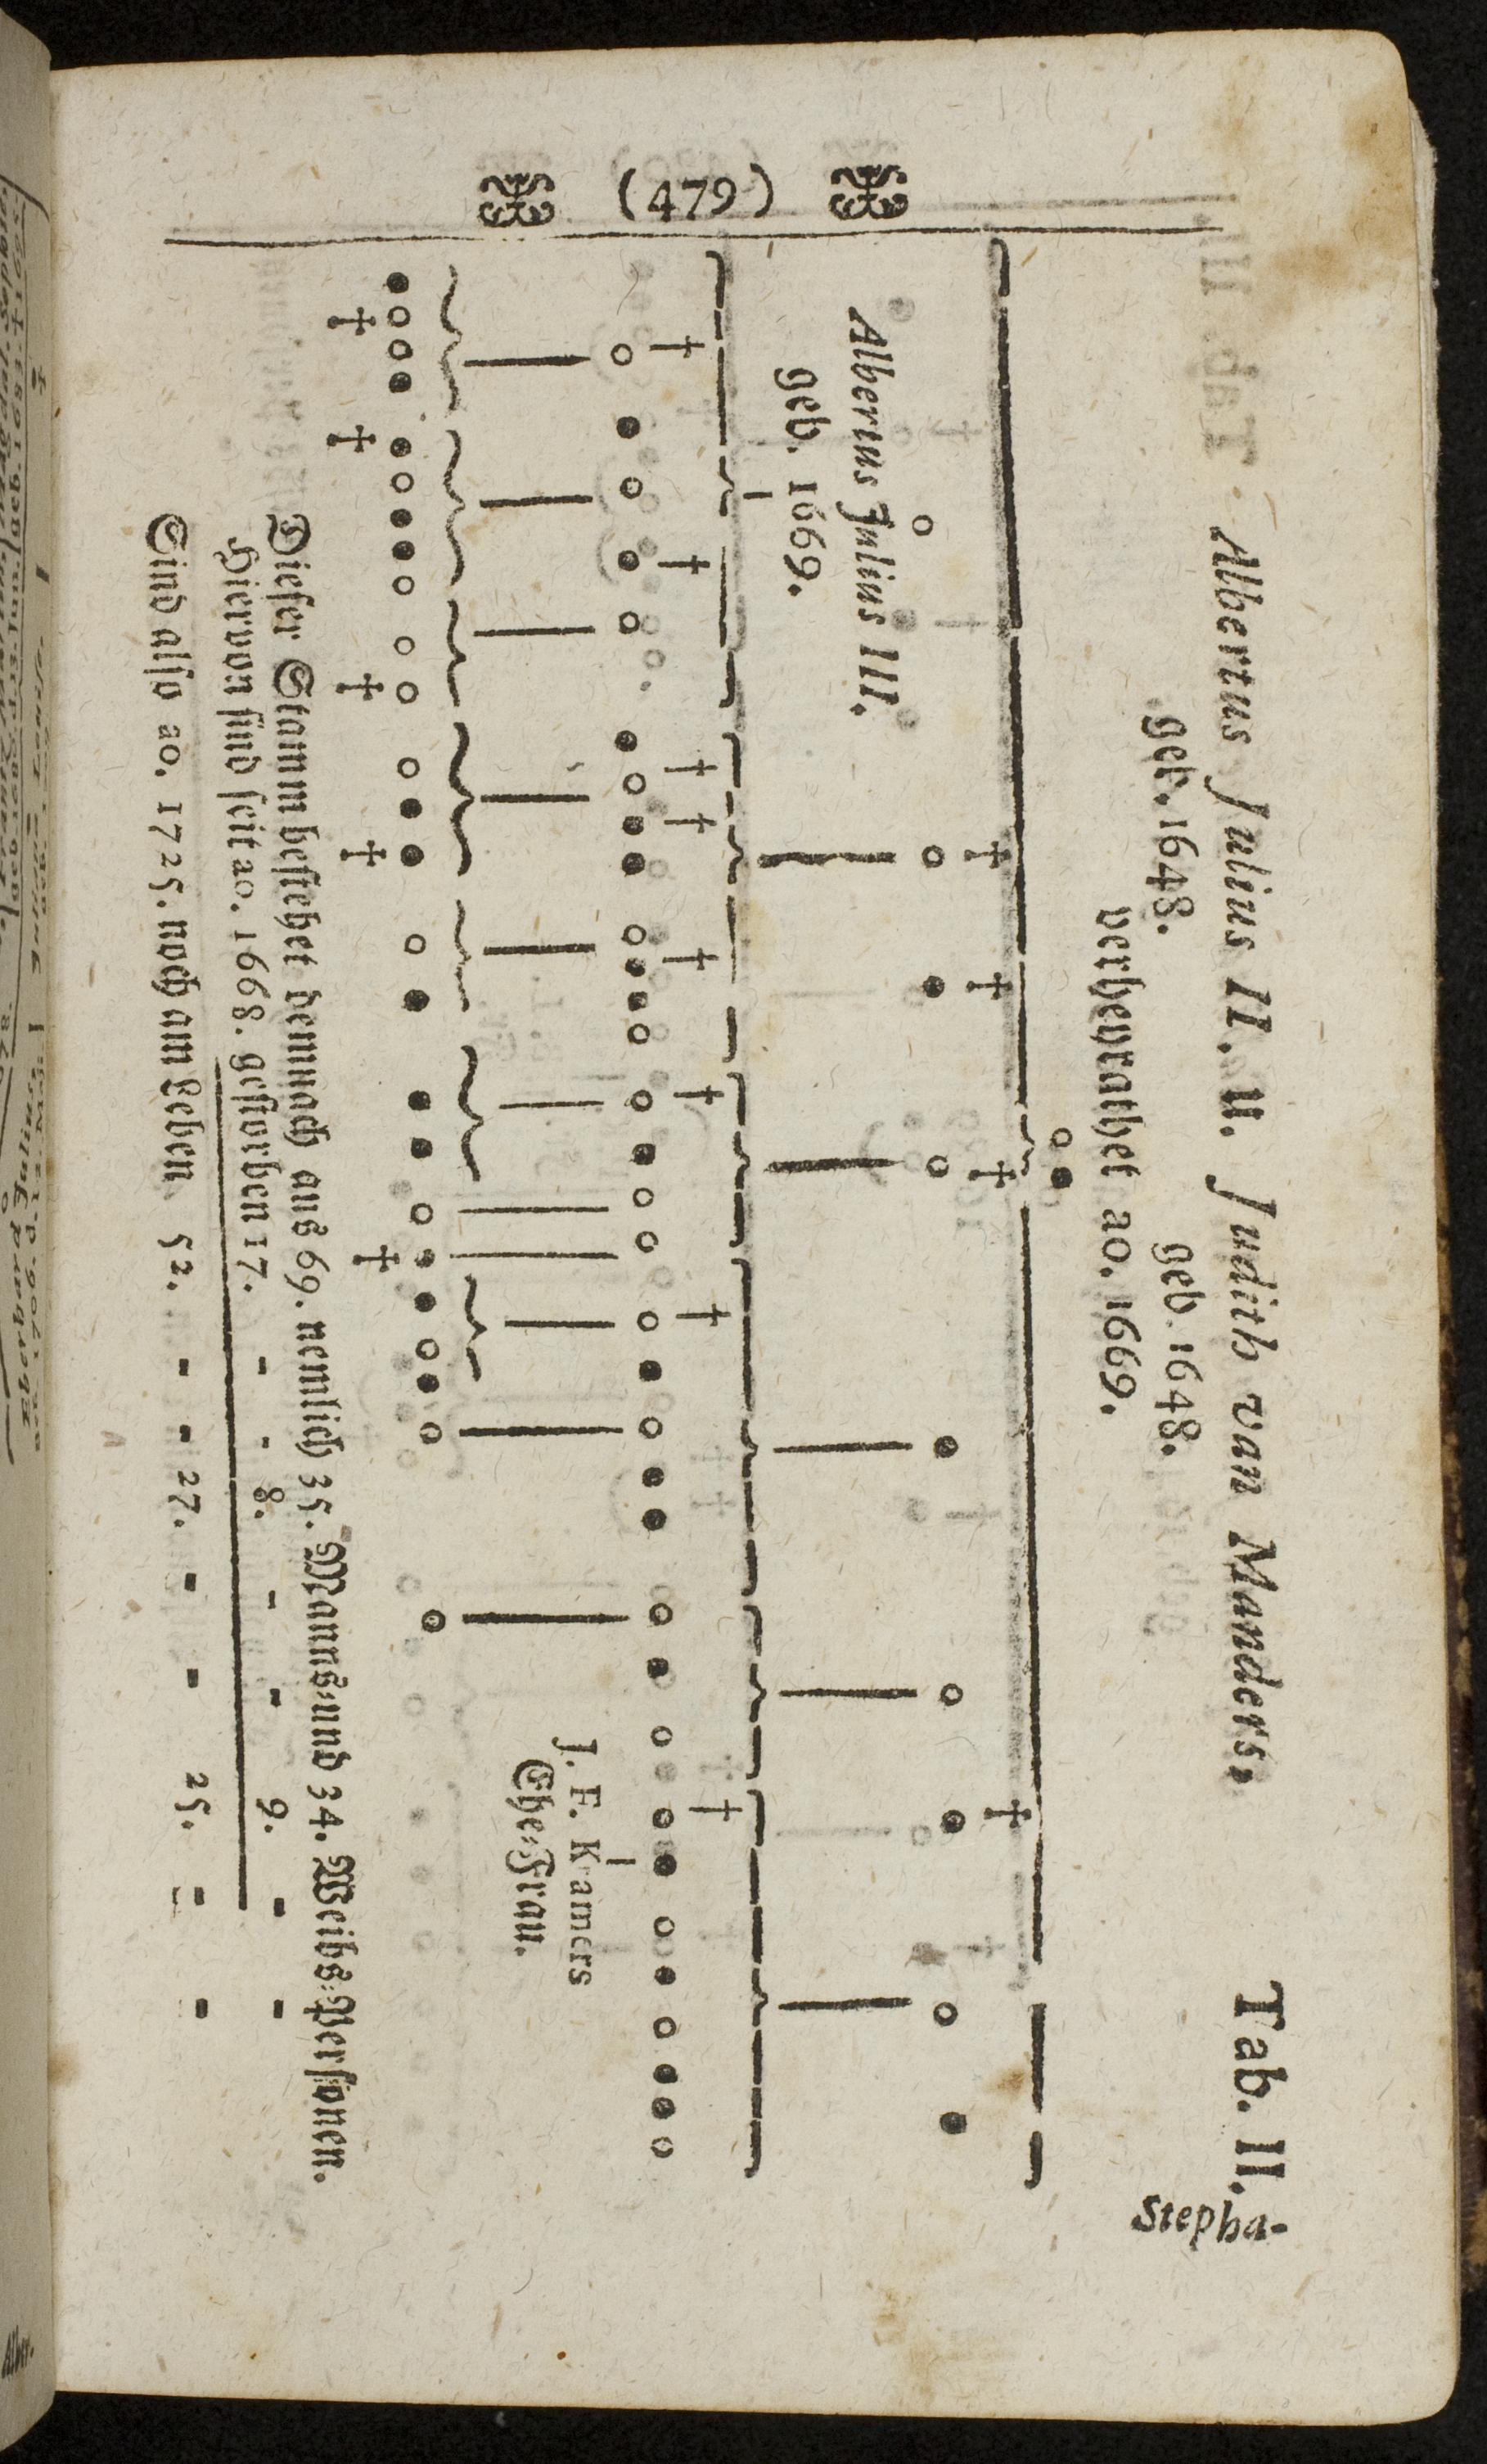 (479)
Tab. II.
Albertus Julius II. u. Judith van Manders,
geb. 1648. geb. 1648.
verheyrathet ao. 1669.
Albertus Julius III.
geb. 1669.
J. F. Kramers
Ehe-Frau.
Dieser Stamm bestehet demnach aus 69. nemlich 35. Manns- und 34. Weibs-Personen.
Hiervon sind seit ao. 1668. gestorben 17. - - 8. - - 9. - -
Sind also ao. 1725. noch am Leben 52. - - 27. - - 25. - -
Stepha-